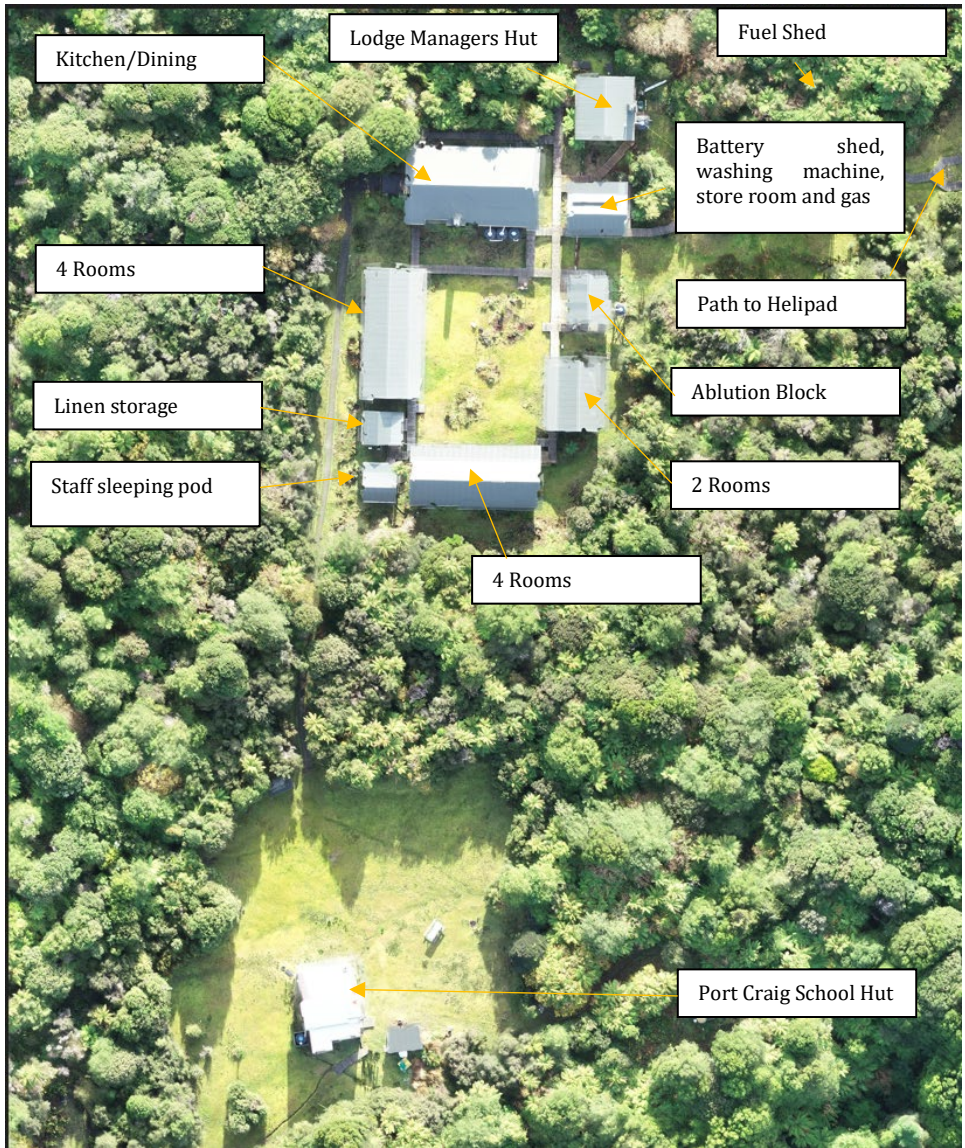 Lodge Managers Hut
Fuel Shed
Kitchen/Dining
Battery shed,
washing machine,
store room and gas
4 Rooms
Path to Helipad
Linen storage
Ablution Block
Staff sleeping pod
2 Rooms
4 Rooms
Port Craig School Hut